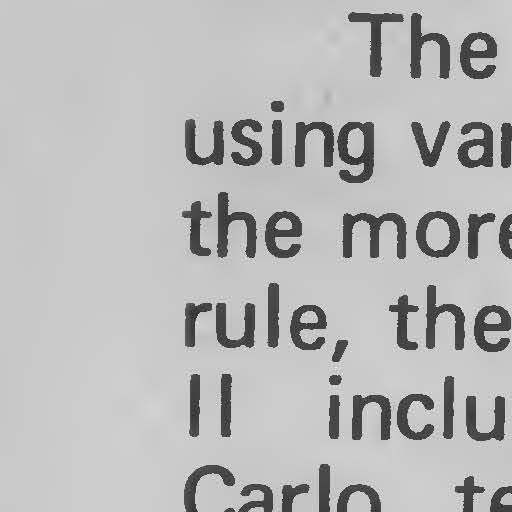 The
using var
the more
rule, the
II inclu
Carlo te